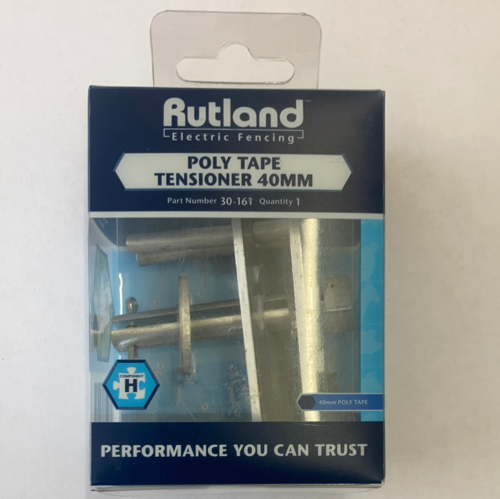 Rutland
Electric Fencing
POLY TAPE
TENSIONER 40MM
Part Number 30-161 Quantity 1
COMPONENT
H
40mm POLY TAPE
PERFORMANCE YOU CAN TRUST